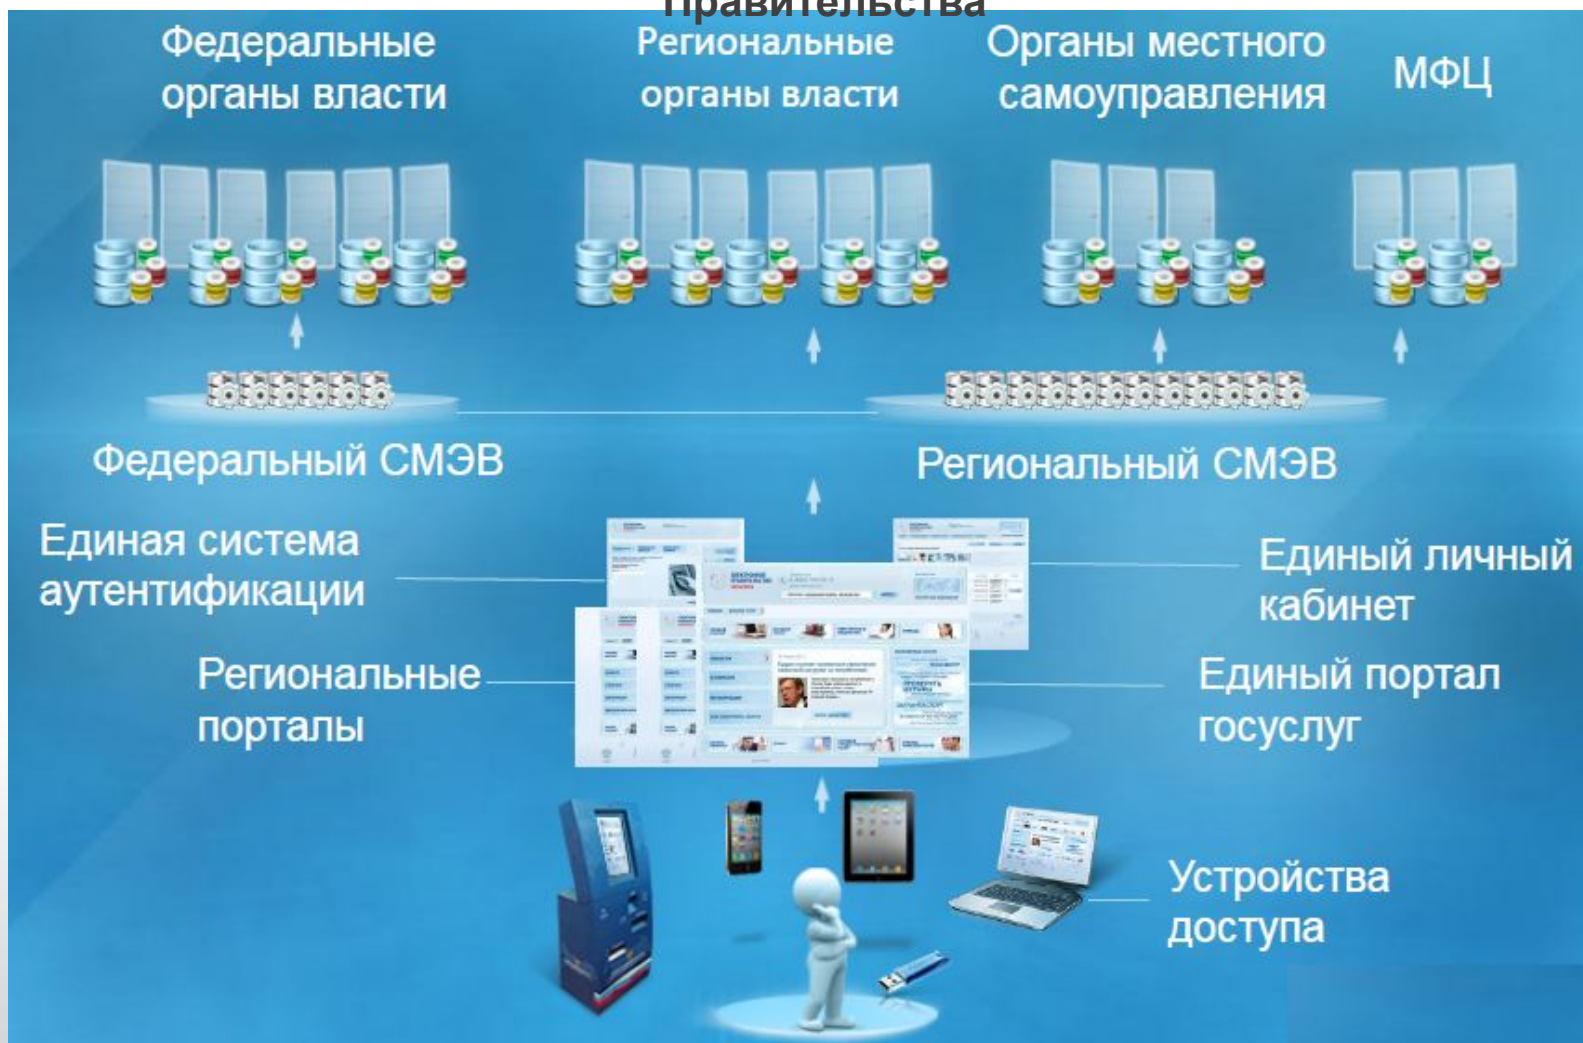 Правительства
Федеральные
органы власти
Региональные
органы власти
Органы местного
самоуправления
МФЦ
Федеральный СМЭВ
Региональный СМЭВ
Единая система
аутентификации
Единый личный
кабинет
Региональные
порталы
Единый портал
госуслуг
Устройства
доступа